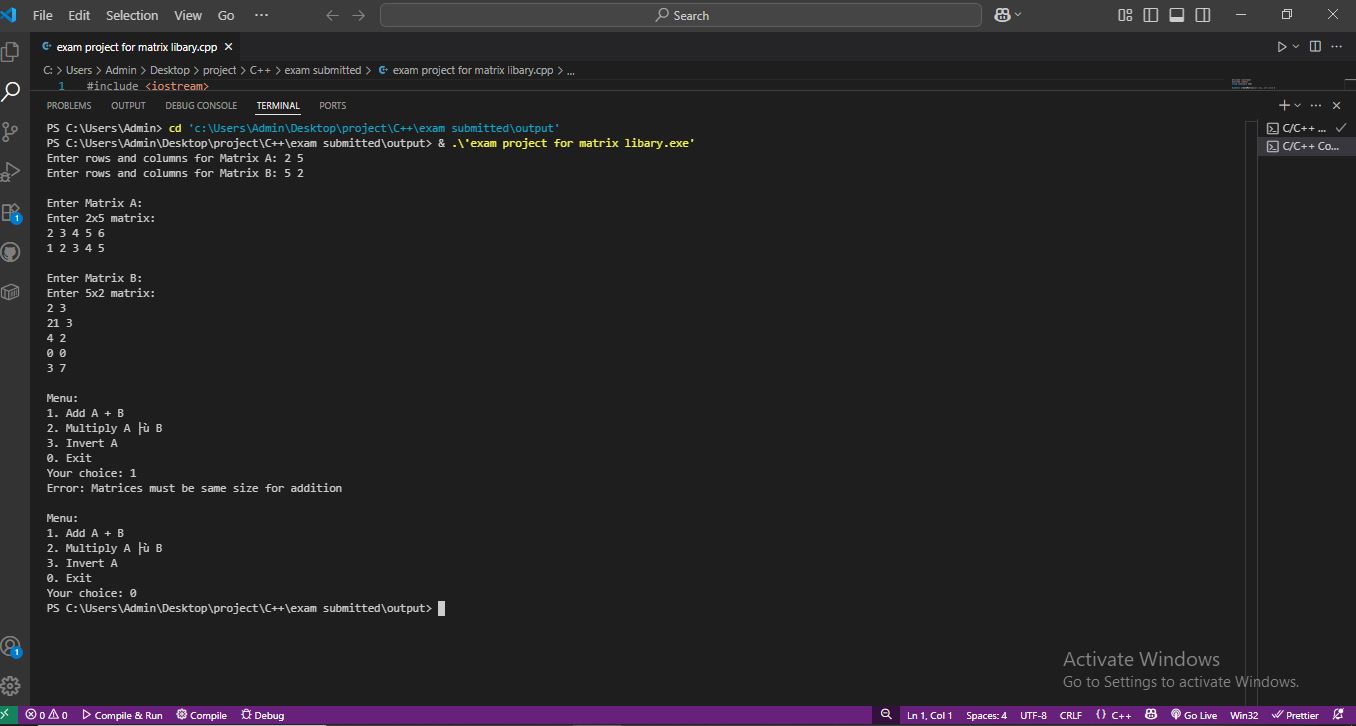 File Edit Selection View Go ··· Search
exam project for matrix libary.cpp
C: > Users > Admin > Desktop > project > C++ > exam submitted > exam project for matrix libary.cpp > ...
1 #include <iostream>
PROBLEMS OUTPUT DEBUG CONSOLE TERMINAL PORTS
PS C:\Users\Admin> cd 'c:\Users\Admin\Desktop\project\C++\exam submitted\output'
C/C++ ...
PS C:\Users\Admin\Desktop\project\C++\exam submitted\output> & .\'exam project for matrix libary.exe'
C/C++ Co...
Enter rows and columns for Matrix A: 2 5
Enter rows and columns for Matrix B: 5 2
Enter Matrix A:
Enter 2x5 matrix:
2 3 4 5 6
1 2 3 4 5
Enter Matrix B:
Enter 5x2 matrix:
2 3
21 3
4 2
0 0
3 7
Menu:
1. Add A + B
2. Multiply A ├ù B
3. Invert A
0. Exit
Your choice: 1
Error: Matrices must be same size for addition
Menu:
1. Add A + B
2. Multiply A ├ù B
3. Invert A
0. Exit
Your choice: 0
PS C:\Users\Admin\Desktop\project\C++\exam submitted\output>
Activate Windows
Go to Settings to activate Windows.
0 0 Compile & Run Compile Debug Ln 1, Col 1 Spaces: 4 UTF-8 CRLF {} C++ Go Live Win32 Prettier
1
1